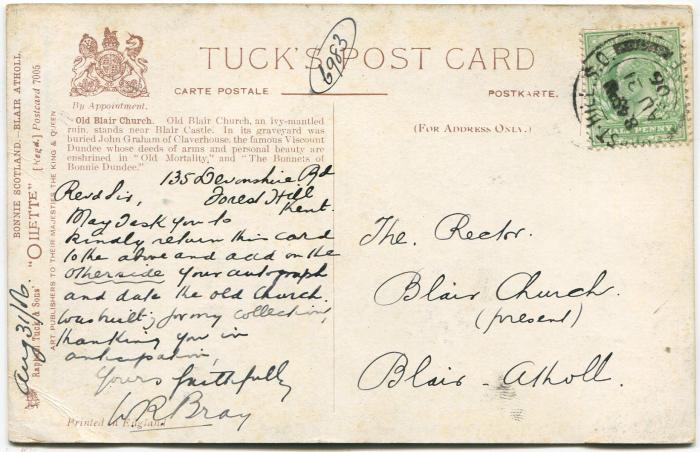 BONNIE SCOTLAND.—BLAIR ATHOLL.
Raphael Tuck & Sons' "OILETTE" [Regd.] Postcard 7005
ART PUBLISHERS TO THEIR MAJESTIES THE KING & QUEEN
By Appointment.
TUCK'S POST CARD
6983
CARTE POSTALE
POSTKARTE.
(FOR ADDRESS ONLY.)
HALF PENNY
Old Blair Church. Old Blair Church, an ivy-mantled
ruin, stands near Blair Castle. In its graveyard was
buried John Graham of Claverhouse, the famous Viscount
Dundee whose deeds of arms and personal beauty are
enshrined in "Old Mortality," and "The Bonnets of
Bonnie Dundee."
135 Devonshire Rd
Forest Hill
Kent.
Revd Sir,
May I ask you to
kindly return this card
to the above and add on the
otherside your autograph
and date the old church
was built; for my collection,
thanking you in
anticipation,
Yours faithfully
W R Bray
Aug 31/06
Printed in England
The Rector.
Blair Church.
(present)
Blair-Atholl.